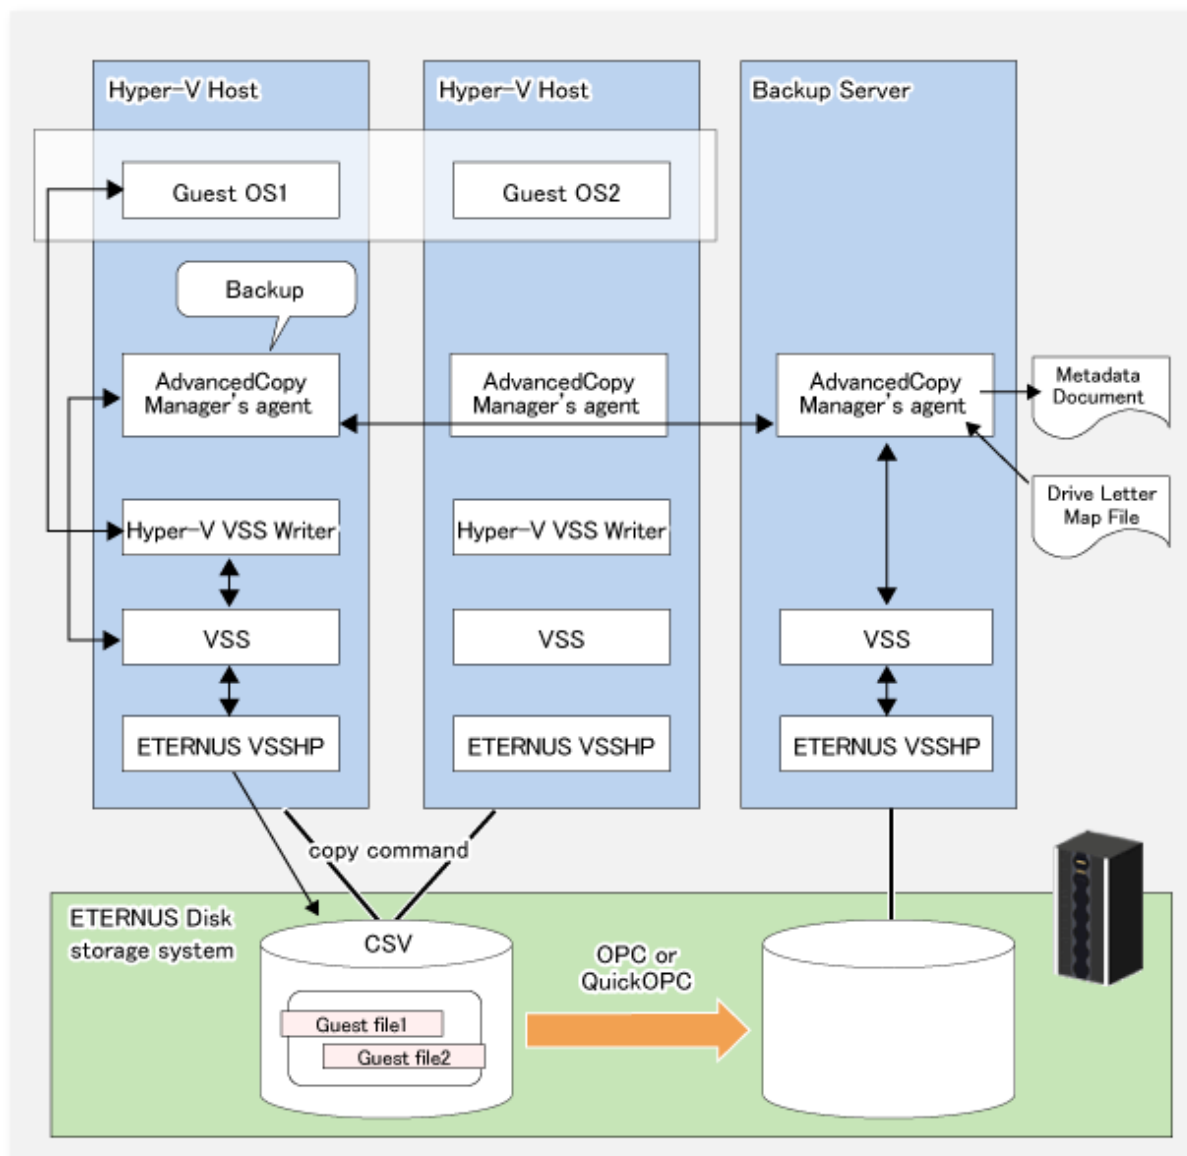 Hyper-V Host
Hyper-V Host
Backup Server
Guest OS1
Guest OS2
Backup
AdvancedCopy
Manager's agent
AdvancedCopy
Manager's agent
AdvancedCopy
Manager's agent
Metadata
Document
Drive Letter
Map File
Hyper-V VSS Writer
Hyper-V VSS Writer
VSS
VSS
VSS
ETERNUS VSSHP
ETERNUS VSSHP
ETERNUS VSSHP
copy command
ETERNUS Disk
storage system
CSV
OPC or
QuickOPC
Guest file1
Guest file2